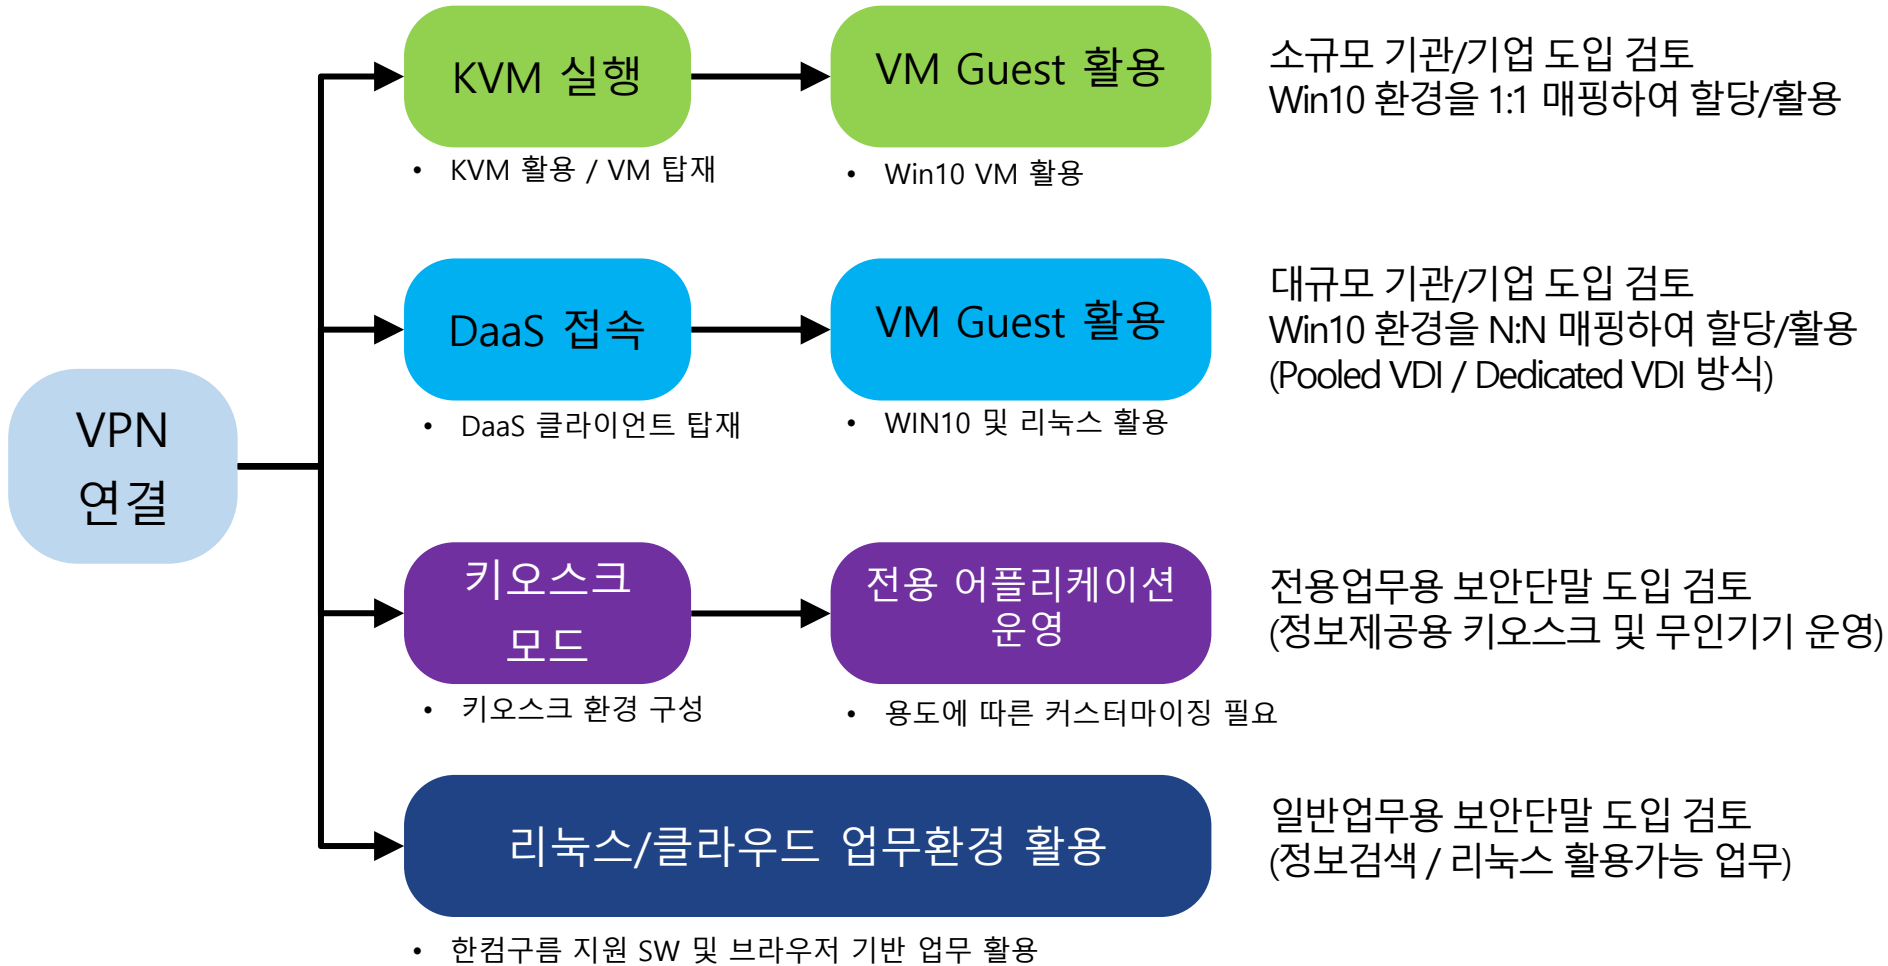 VPN
연결
KVM 실행
• KVM 활용 / VM 탑재
VM Guest 활용
• Win10 VM 활용
소규모 기관/기업 도입 검토
Win10 환경을 1:1 매핑하여 할당/활용
DaaS 접속
• DaaS 클라이언트 탑재
VM Guest 활용
• WIN10 및 리눅스 활용
대규모 기관/기업 도입 검토
Win10 환경을 N:N 매핑하여 할당/활용
(Pooled VDI / Dedicated VDI 방식)
키오스크
모드
• 키오스크 환경 구성
전용 어플리케이션
운영
• 용도에 따른 커스터마이징 필요
전용업무용 보안단말 도입 검토
(정보제공용 키오스크 및 무인기기 운영)
리눅스/클라우드 업무환경 활용
• 한컴구름 지원 SW 및 브라우저 기반 업무 활용
일반업무용 보안단말 도입 검토
(정보검색 / 리눅스 활용가능 업무)